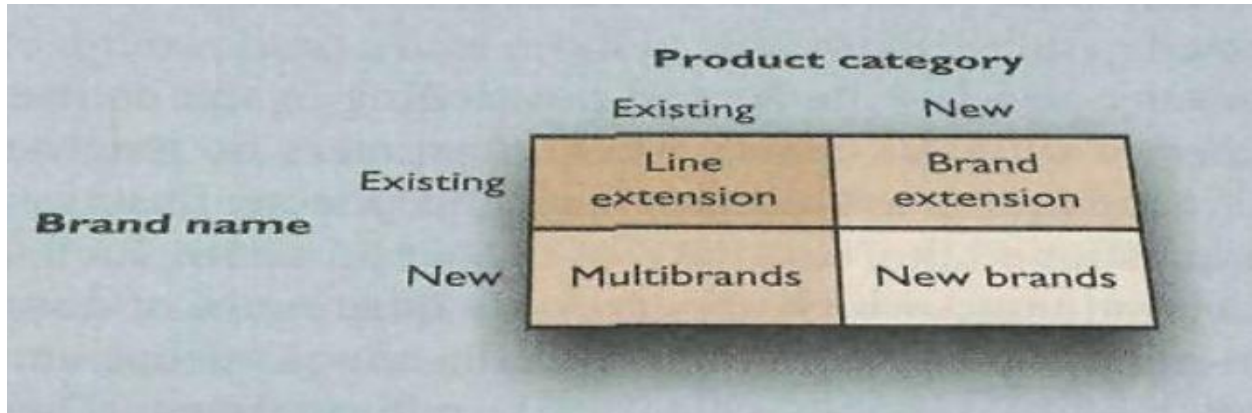 Product category
Existing New
Existing
Line extension
Brand extension
Brand name
New
Multibrands
New brands